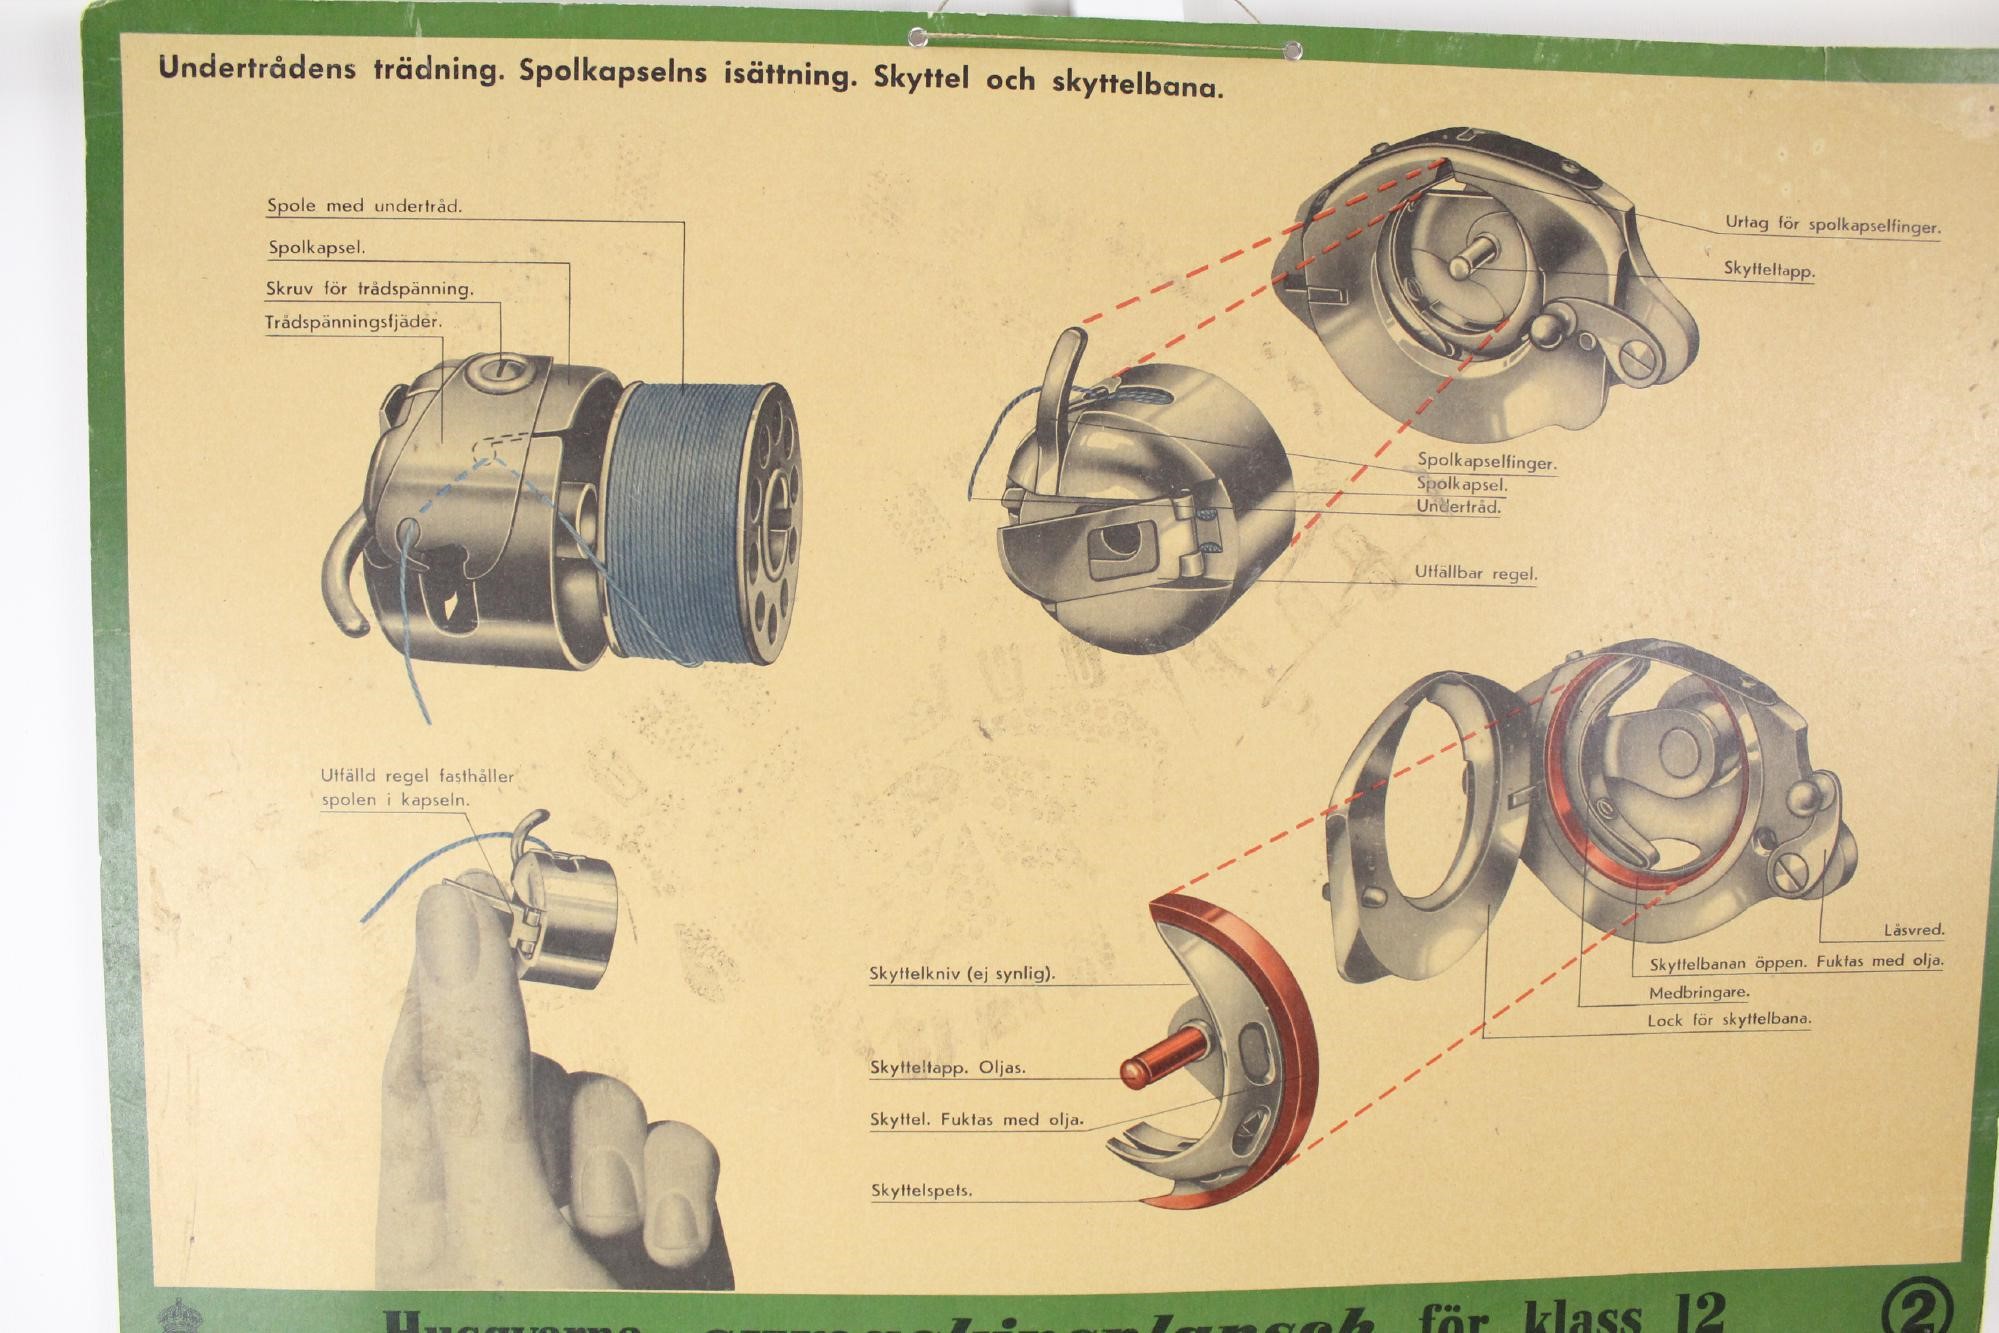 Undertrådens trädning. Spolkapselns isättning. Skyttel och skyttelbana.
Spole med undertråd.
Spolkapsel.
Skruv för trådspänning.
Trådspänningsfjäder.
Urtag för spolkapselfinger.
Skytteltapp.
Spolkapselfinger.
Spolkapsel.
Undertråd.
Utfällbar regel.
Utfälld regel fasthåller
spolen i kapseln.
Låsvred.
Skyttelbanan öppen. Fuktas med olja.
Medbringare.
Lock för skyttelbana.
Skyttelkniv (ej synlig).
Skytteltapp. Oljas.
Skyttel. Fuktas med olja.
Skyttelspets.
Husqvarna symaskinsplansch för klass 12 2